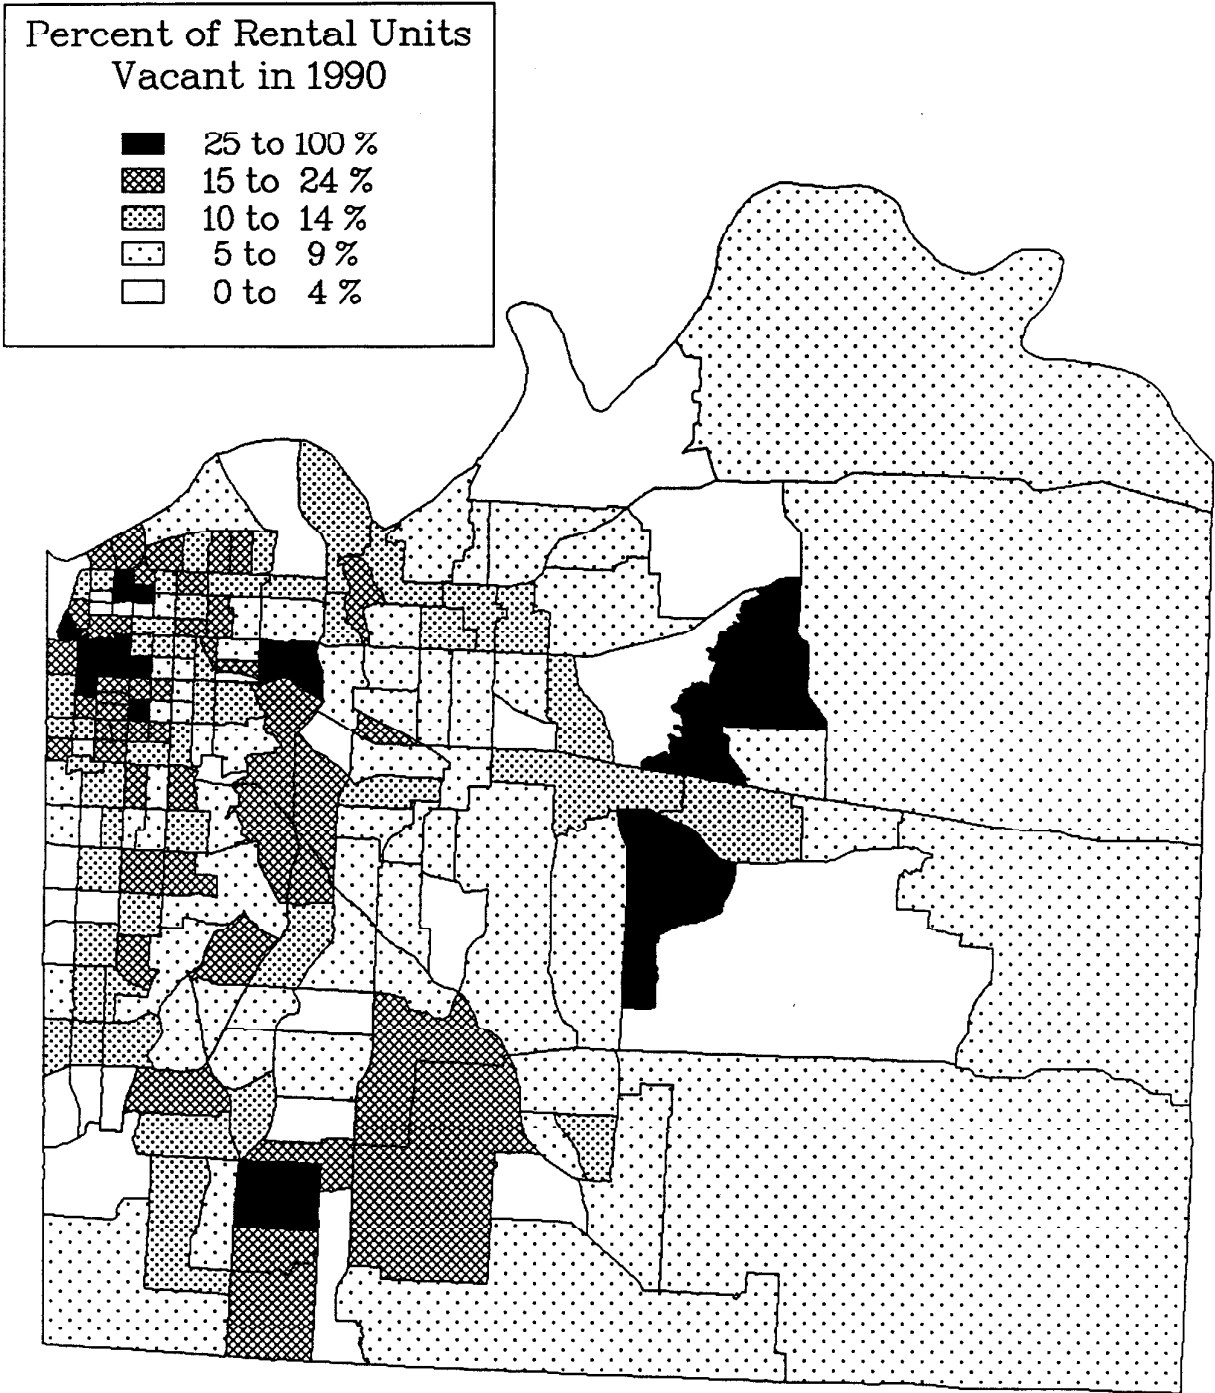 Percent of Rental Units
Vacant in 1990
25 to 100 %
15 to 24 %
10 to 14 %
5 to 9 %
0 to 4 %